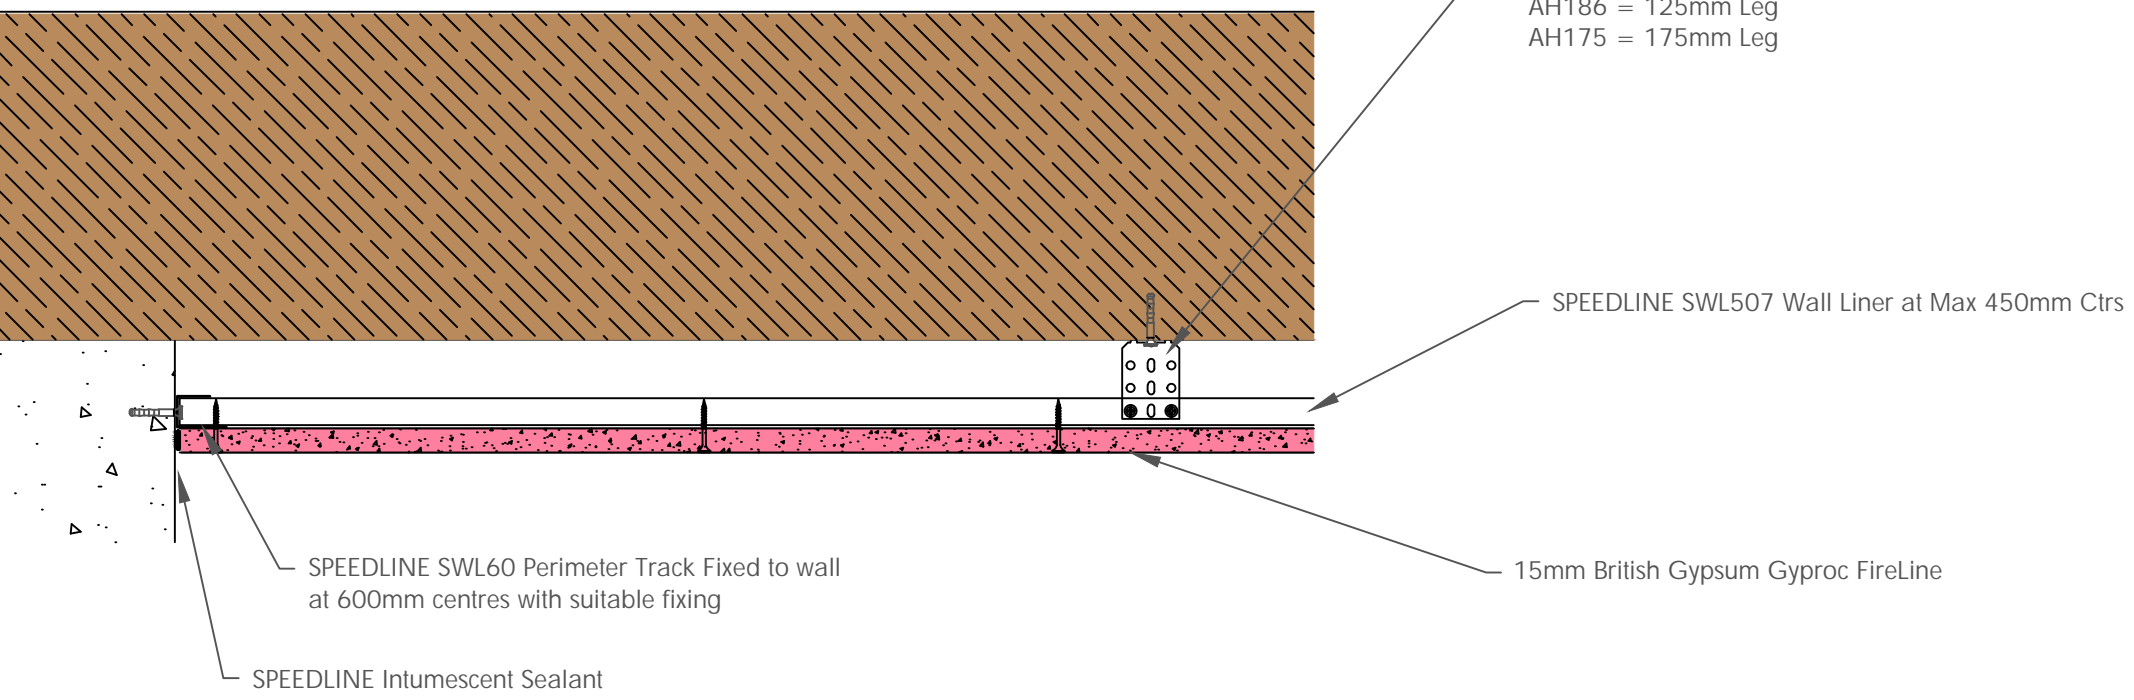 AH186 = 125mm Leg
AH175 = 175mm Leg
SPEEDLINE SWL507 Wall Liner at Max 450mm Ctrs
15mm British Gypsum Gyproc FireLine
SPEEDLINE SWL60 Perimeter Track Fixed to wall
at 600mm centres with suitable fixing
SPEEDLINE Intumescent Sealant